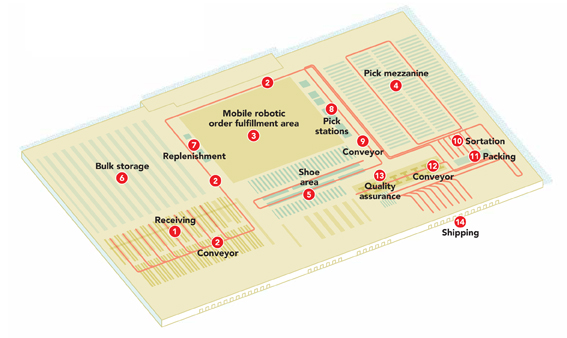 2
Pick mezzanine
4
Mobile robotic
order fulfillment area
3
8
Pick
stations
7
Replenishment
9
Conveyor
10 Sortation
11 Packing
Bulk storage
6
2
Shoe
area
5
12
Conveyor
13
Quality
assurance
Receiving
1
2
Conveyor
14
Shipping